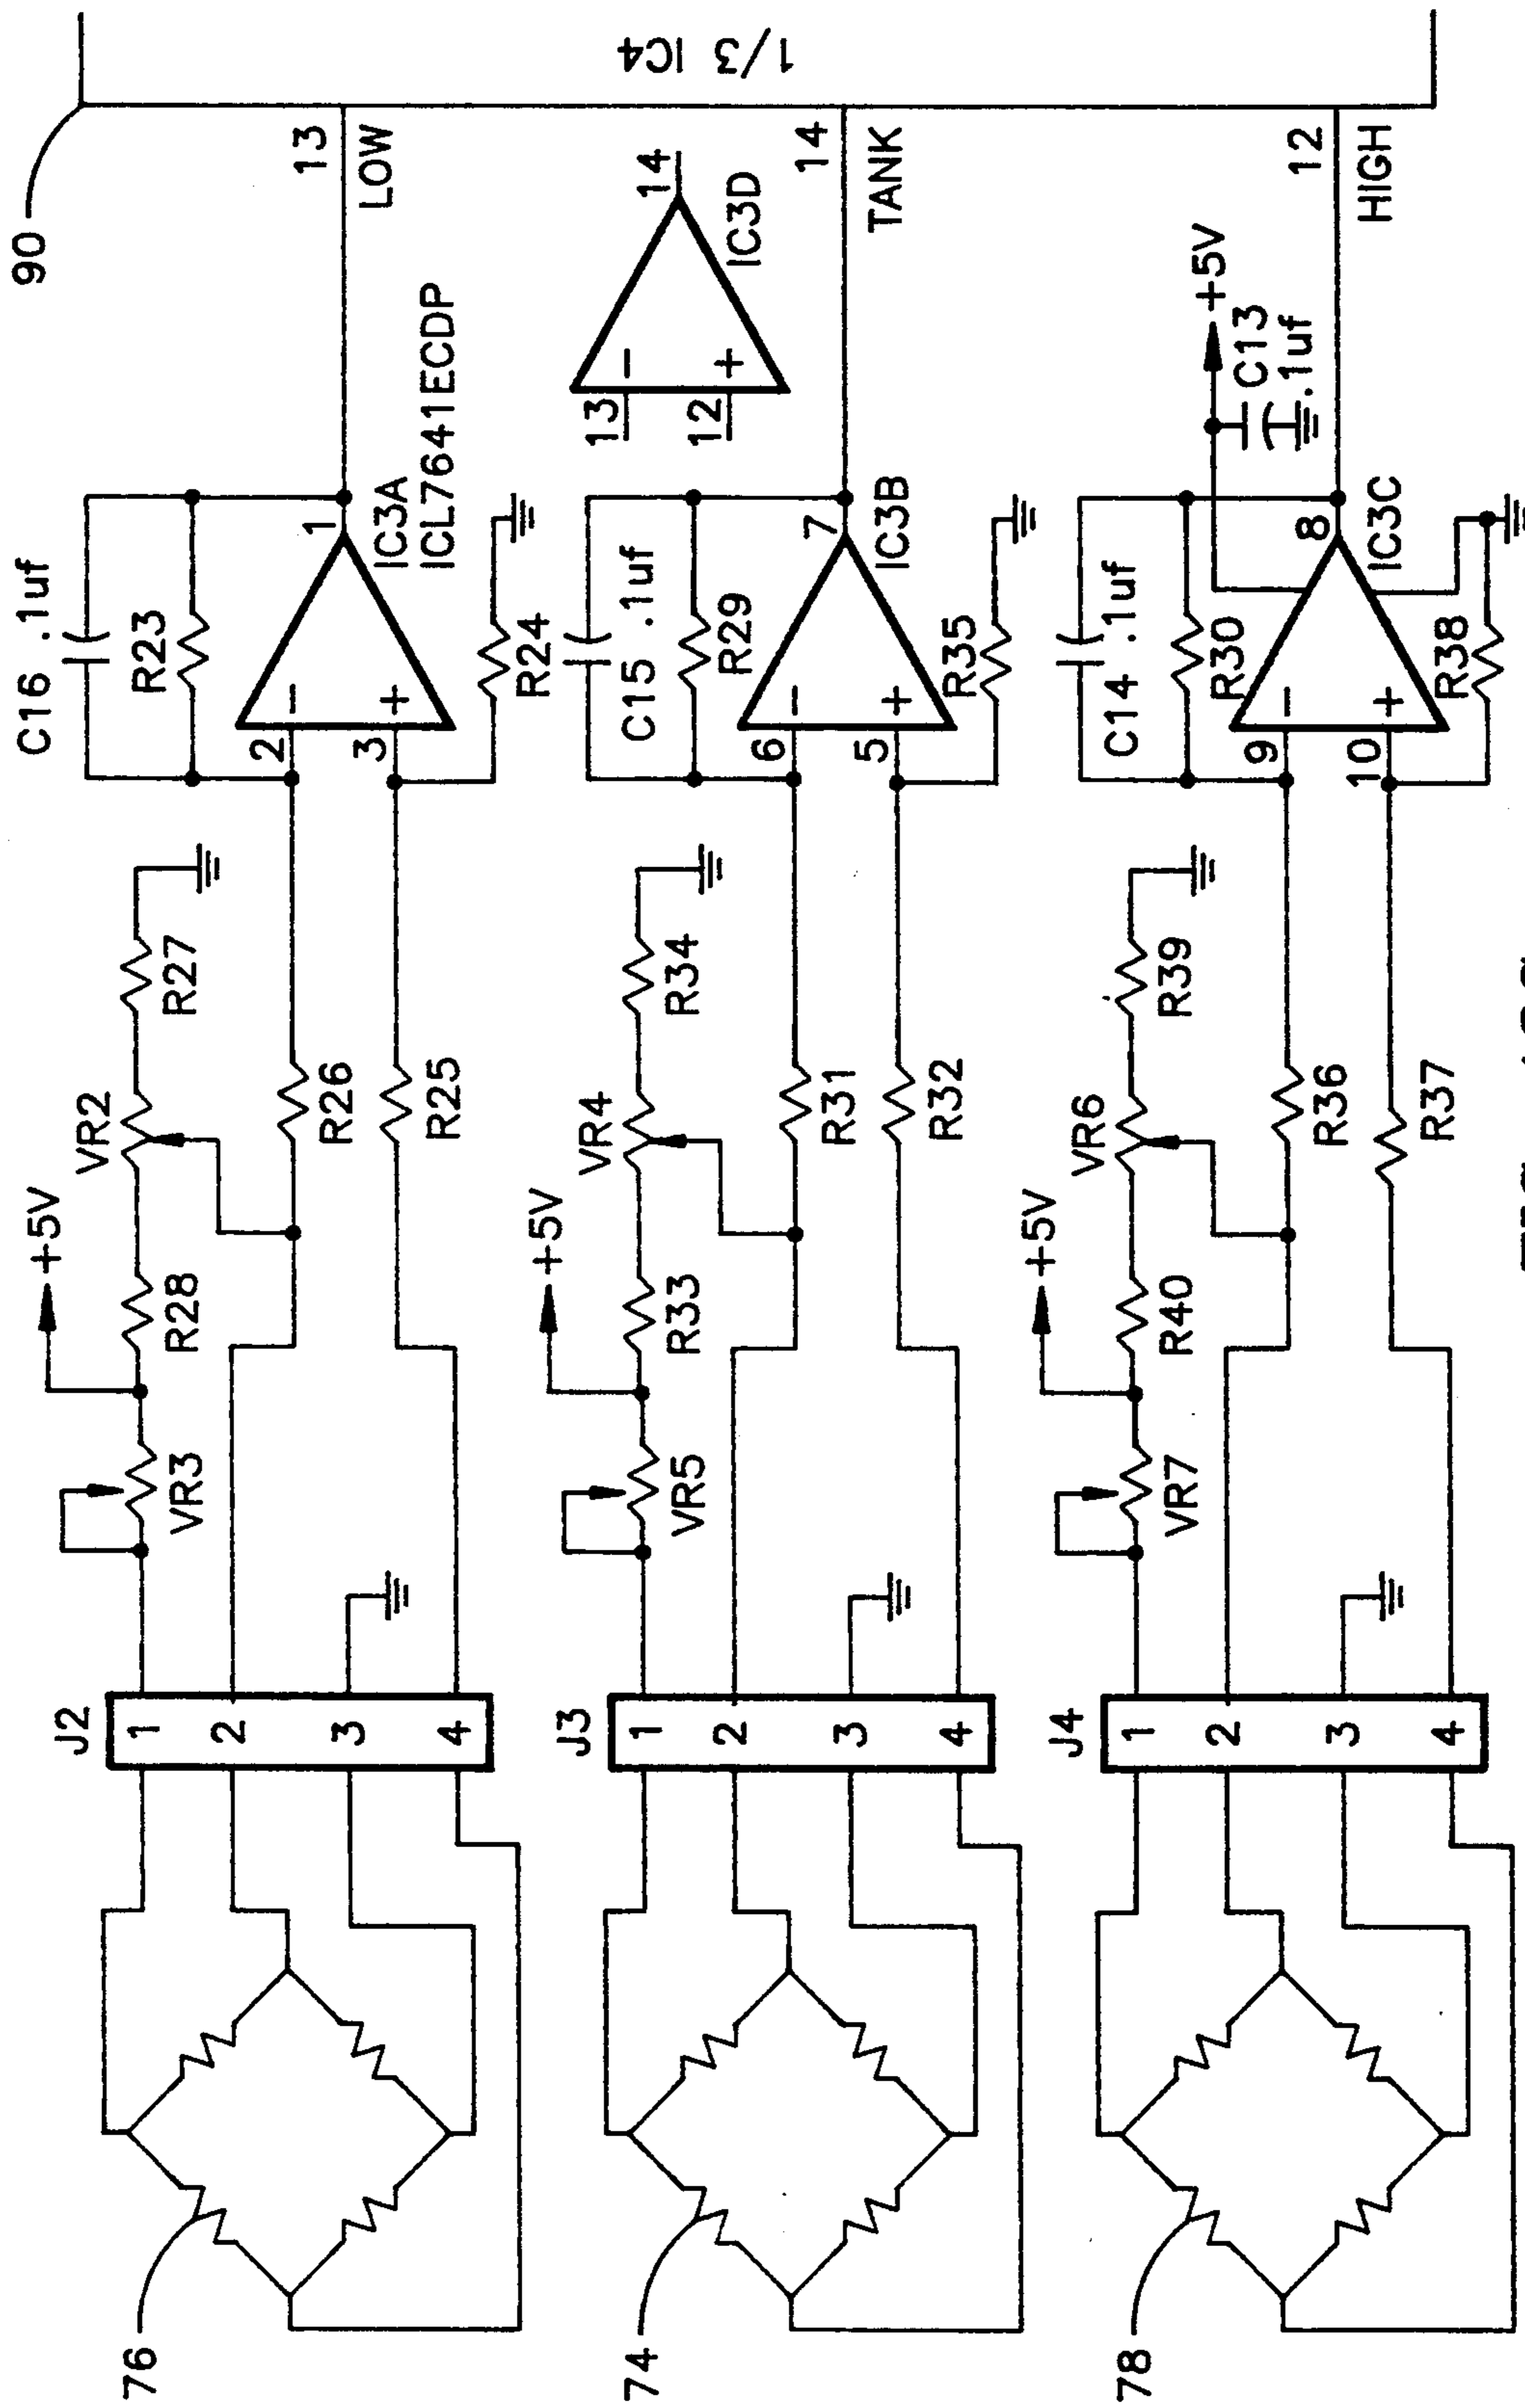 90
C16 .1uf
R23
1
2
3
IC3A
ICL7641ECDP
R24
13
LOW
+5V
VR2
VR3
R28
R27
R26
R25
J2
1
2
3
4
76
1/3 IC4
13
12
14
IC3D
C15 .1uf
R29
7
6
5
IC3B
R35
14
TANK
+5V
VR4
VR5
R33
R34
R31
R32
J3
1
2
3
4
74
C14 .1uf
R30
8
9
10
IC3C
R38
+5V
C13
.1uf
12
HIGH
+5V
VR6
VR7
R40
R39
R36
R37
J4
1
2
3
4
78